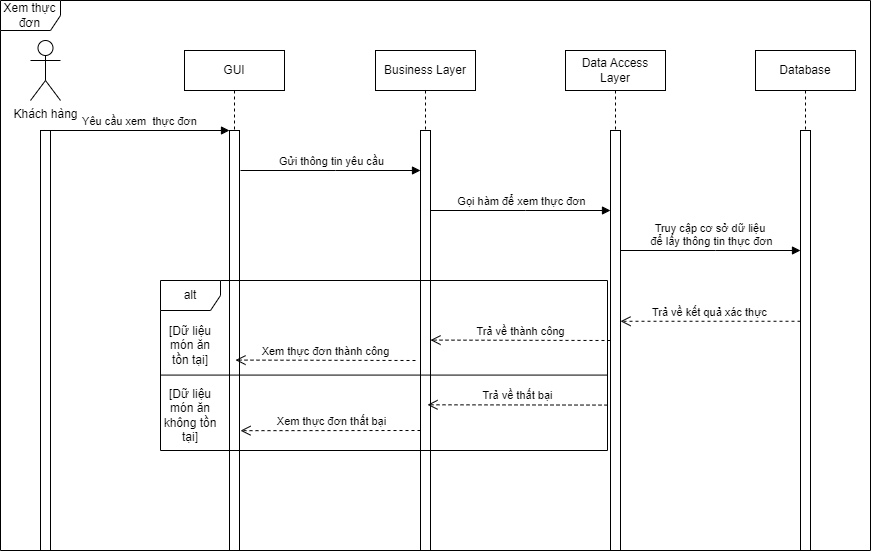 Xem thực
đơn
Khách hàng
GUI
Business Layer
Data Access
Layer
Database
Yêu cầu xem  thực đơn
Gửi thông tin yêu cầu
Gọi hàm để xem thực đơn
Truy cập cơ sở dữ liệu
để lấy thông tin thực đơn
alt
Trả về kết quả xác thực
[Dữ liệu
món ăn
tồn tại]
Trả về thành công
Xem thực đơn thành công
[Dữ liệu
món ăn
không tồn
tại]
Trả về thất bại
Xem thực đơn thất bại